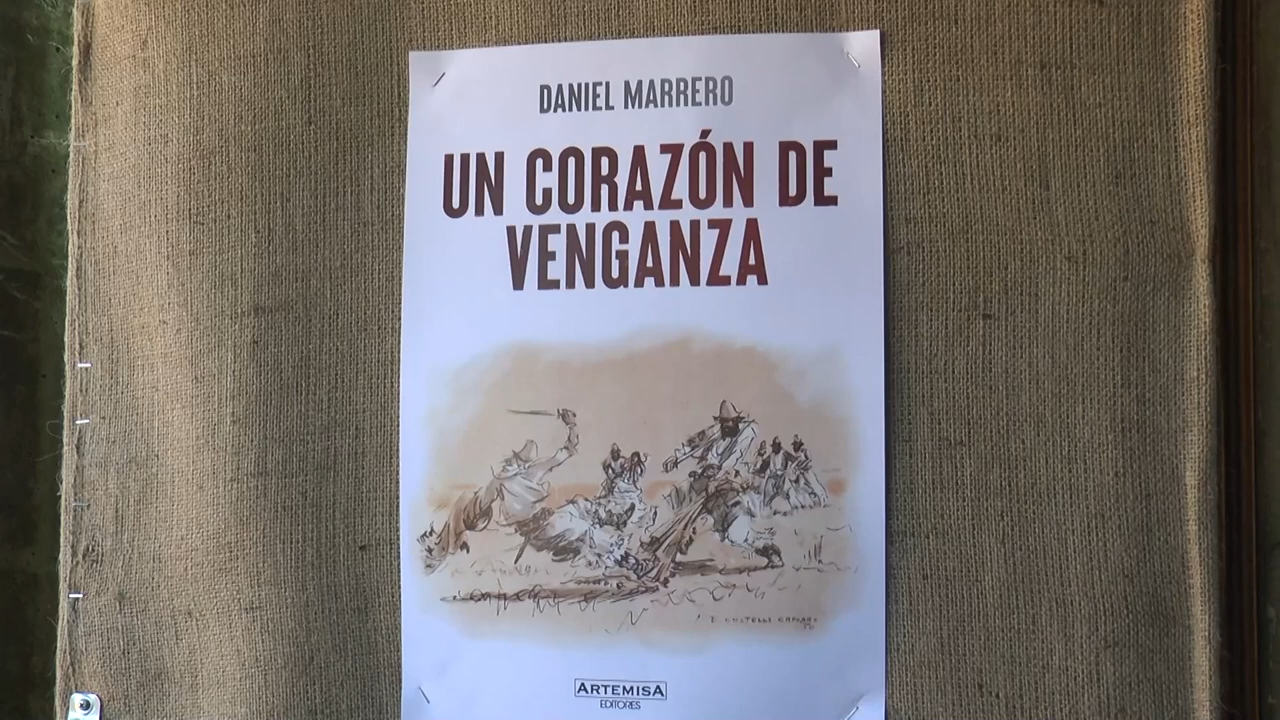 DANIEL MARRERO
UN CORAZÓN DE
VENGANZA
ARTEMISA
EDITORES